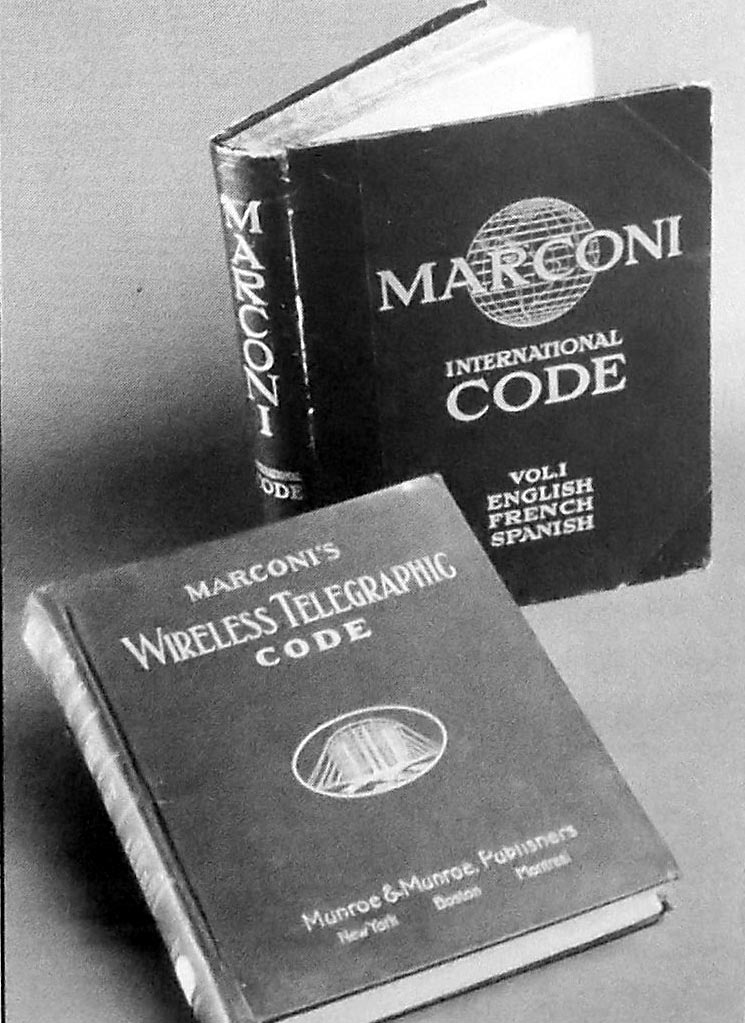 MARCONI
CODE
MARCONI
INTERNATIONAL
CODE
VOL.I
ENGLISH
FRENCH
SPANISH
MARCONI'S
WIRELESS TELEGRAPHIC
CODE
Munroe & Munroe, Publishers
New York Boston Montreal